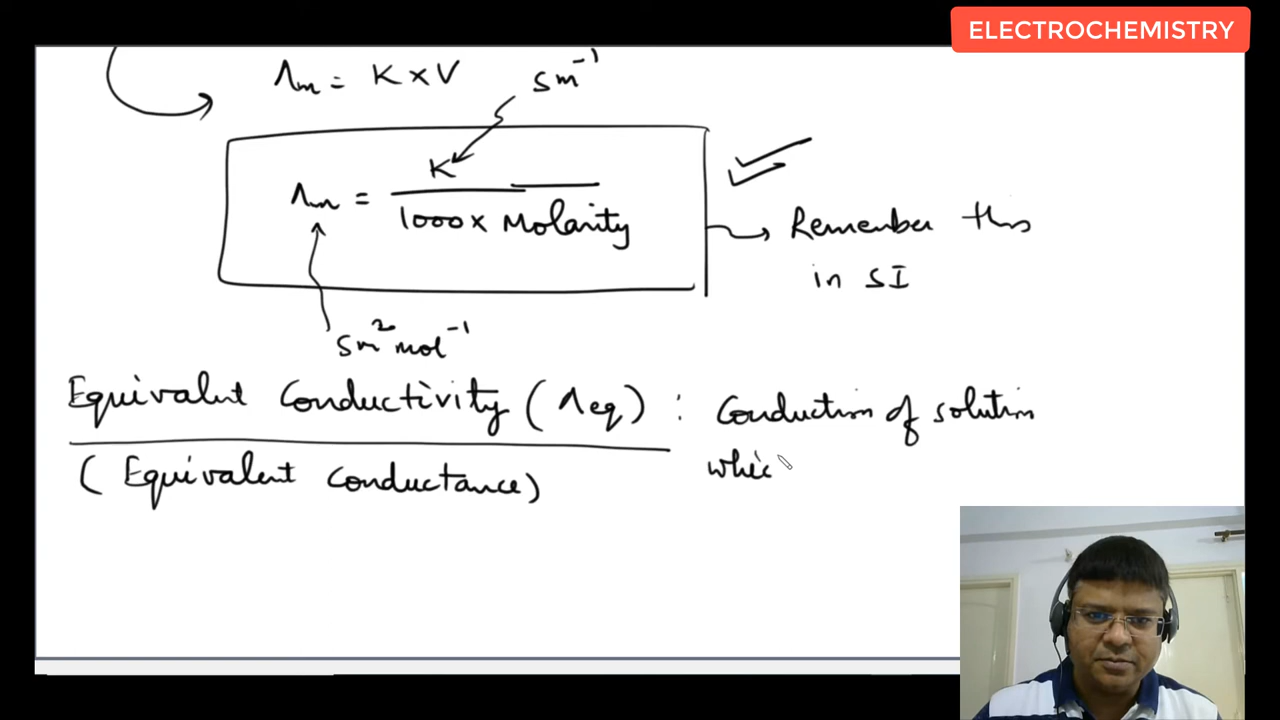 ELECTROCHEMISTRY
Λm = K × V
Sm⁻¹
Λm = K / 1000 × Molarity
Remember this
in SI
Sm² mol⁻¹
Equivalent Conductivity (Λeq) : Conduction of solution
whic
(Equivalent Conductance)